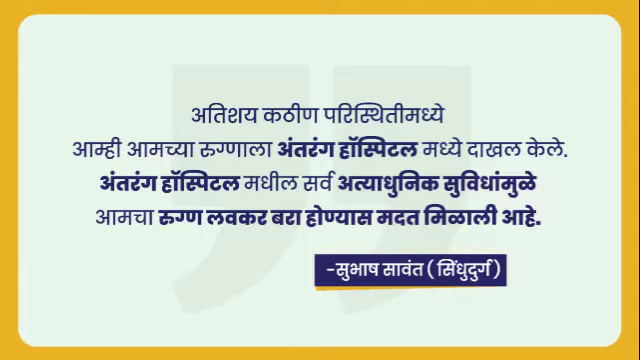 अतिशय कठीण परिस्थितीमध्ये
आम्ही आमच्या रुग्णाला अंतरंग हॉस्पिटल मध्ये दाखल केले.
अंतरंग हॉस्पिटल मधील सर्व अत्याधुनिक सुविधांमुळे
आमचा रुग्ण लवकर बरा होण्यास मदत मिळाली आहे.
-सुभाष सावंत ( सिंधुदुर्ग )